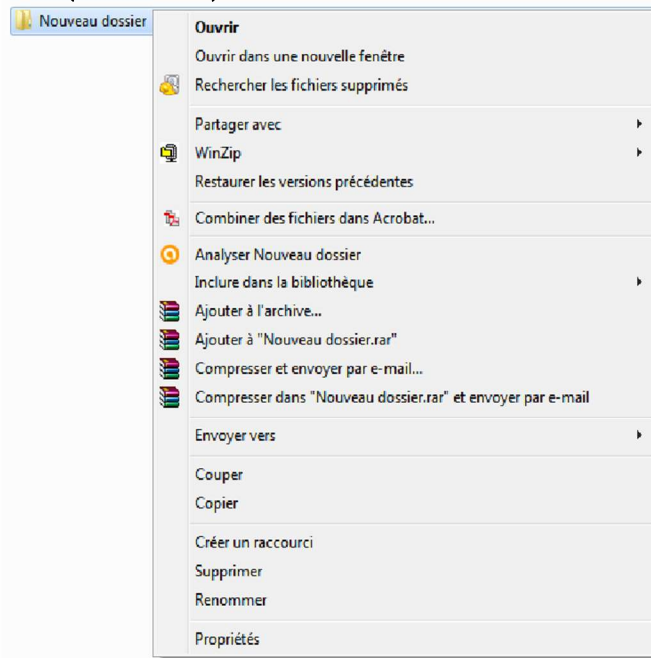 Nouveau dossier
Ouvrir
Ouvrir dans une nouvelle fenêtre
Rechercher les fichiers supprimés
Partager avec
WinZip
Restaurer les versions précédentes
Combiner des fichiers dans Acrobat...
Analyser Nouveau dossier
Inclure dans la bibliothèque
Ajouter à l'archive...
Ajouter à "Nouveau dossier.rar"
Compresser et envoyer par e-mail...
Compresser dans "Nouveau dossier.rar" et envoyer par e-mail
Envoyer vers
Couper
Copier
Créer un raccourci
Supprimer
Renommer
Propriétés